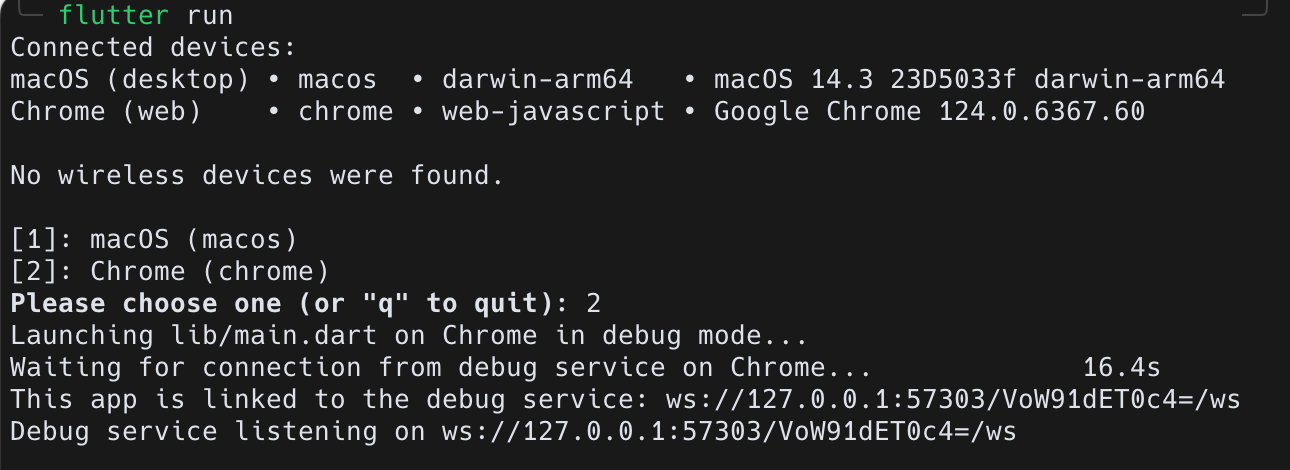 flutter run
Connected devices:
macOS (desktop) • macos • darwin-arm64 • macOS 14.3 23D5033f darwin-arm64
Chrome (web) • chrome • web-javascript • Google Chrome 124.0.6367.60
No wireless devices were found.
[1]: macOS (macos)
[2]: Chrome (chrome)
Please choose one (or "q" to quit): 2
Launching lib/main.dart on Chrome in debug mode...
Waiting for connection from debug service on Chrome... 16.4s
This app is linked to the debug service: ws://127.0.0.1:57303/VoW91dET0c4=/ws
Debug service listening on ws://127.0.0.1:57303/VoW91dET0c4=/ws